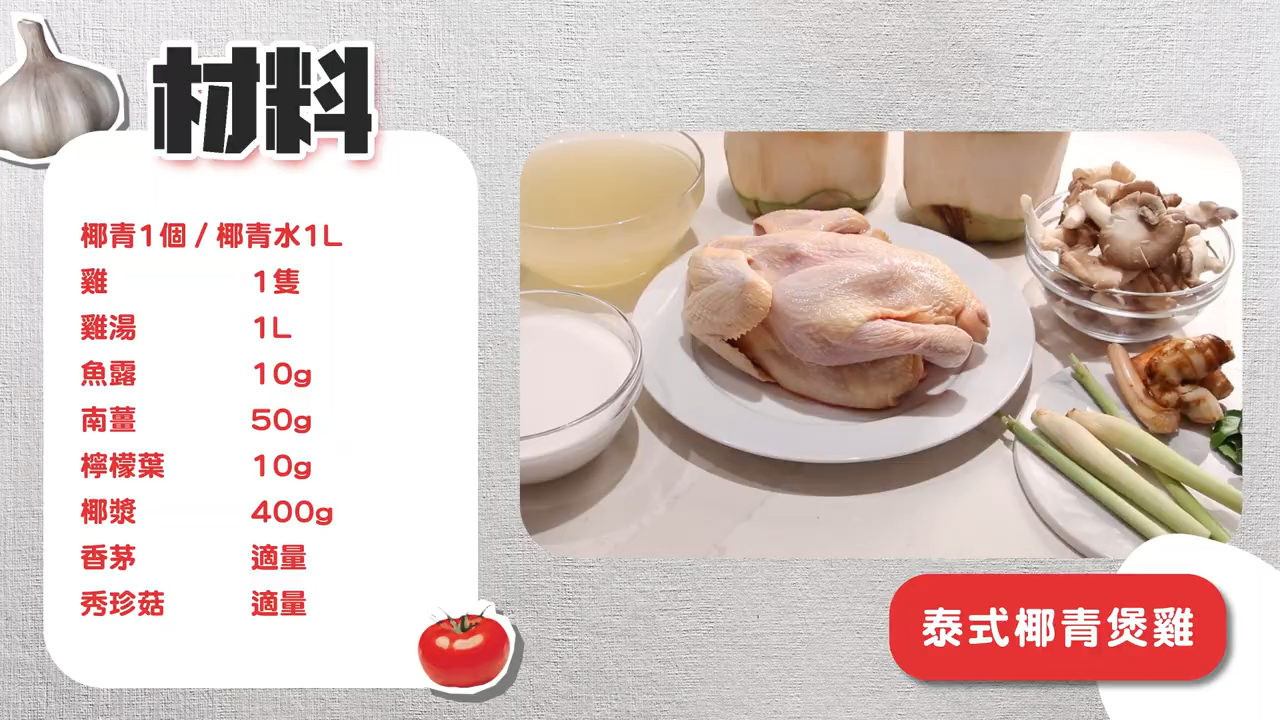 材料
椰青1個 / 椰青水1L
雞 1隻
雞湯 1L
魚露 10g
南薑 50g
檸檬葉 10g
椰漿 400g
香茅 適量
秀珍菇 適量
泰式椰青煲雞